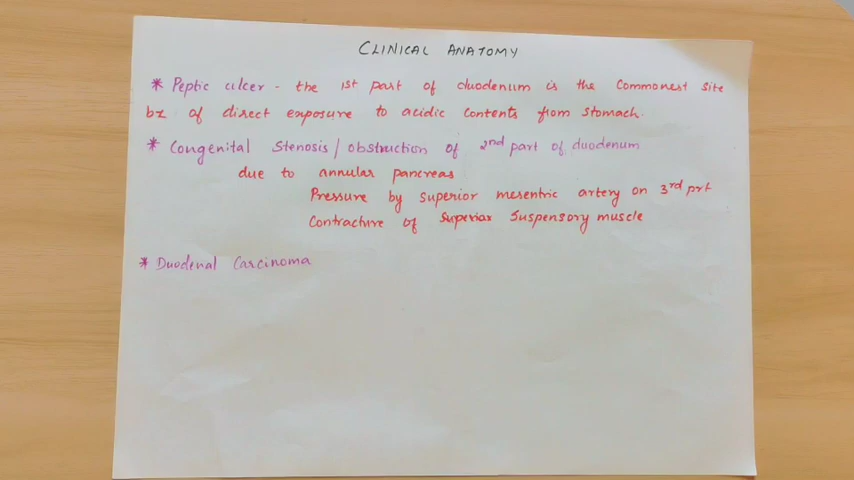 CLINICAL ANATOMY
* Peptic ulcer - the 1st part of duodenum is the commonest site
bz of direct exposure to acidic contents from stomach.
* Congenital Stenosis/obstruction of 2nd part of duodenum
due to annular pancreas
Pressure by superior mesentric artery on 3rd prt
Contracture of Superior Suspensory muscle
* Duodenal Carcinoma